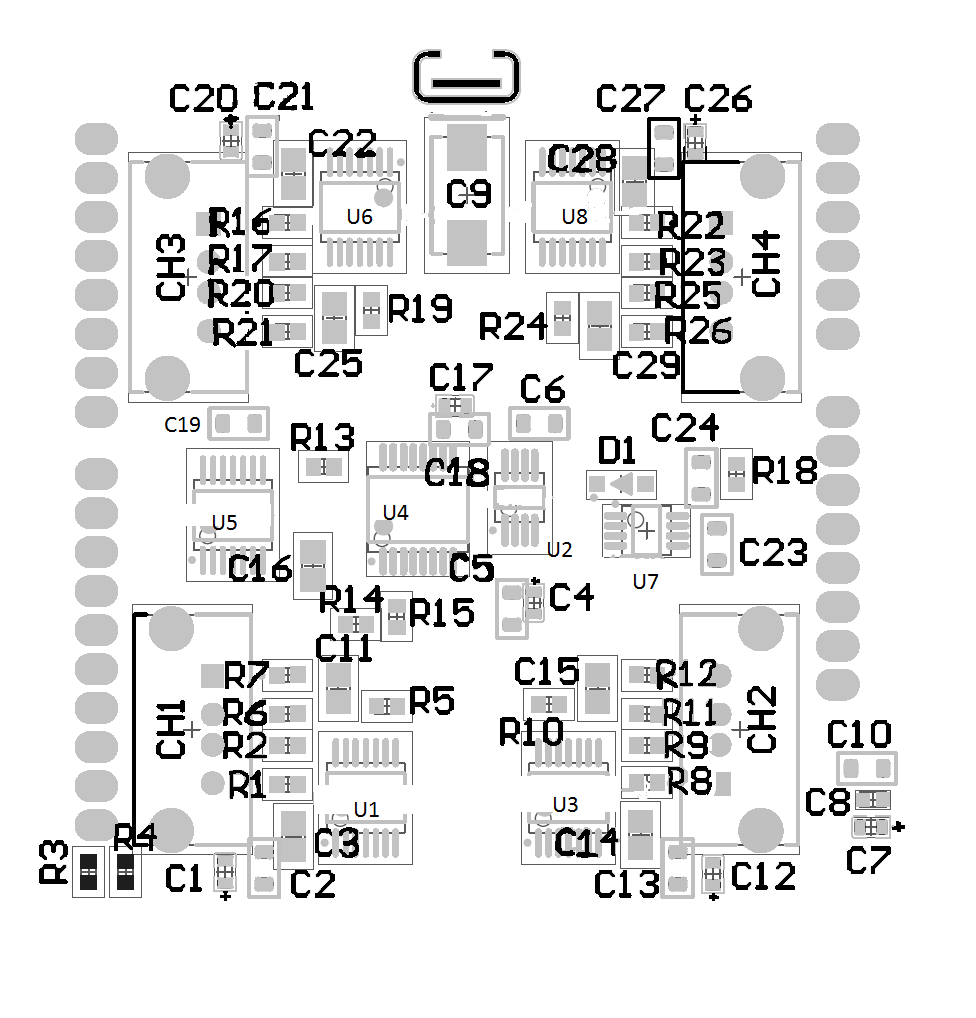 C20 C21 C27 C26
C22 C28
C9
R16 U6 U8 R22
CH3 R17 R23 CH4
R20 R25
R19
R21 R24 R26
C25 C29
C17 C6
C19 R13 C24
D1
C18 R18
U5 U4
U2 C23
C16 C5 U7
R14 R15 C4
C11 C15
R7 R12
R5
CH1 R6 R11 CH2
R10
R2 R9 C10
R1 R8
U1 U3 C8
R4 C3 C14
R3 C7
C1 C2 C13 C12